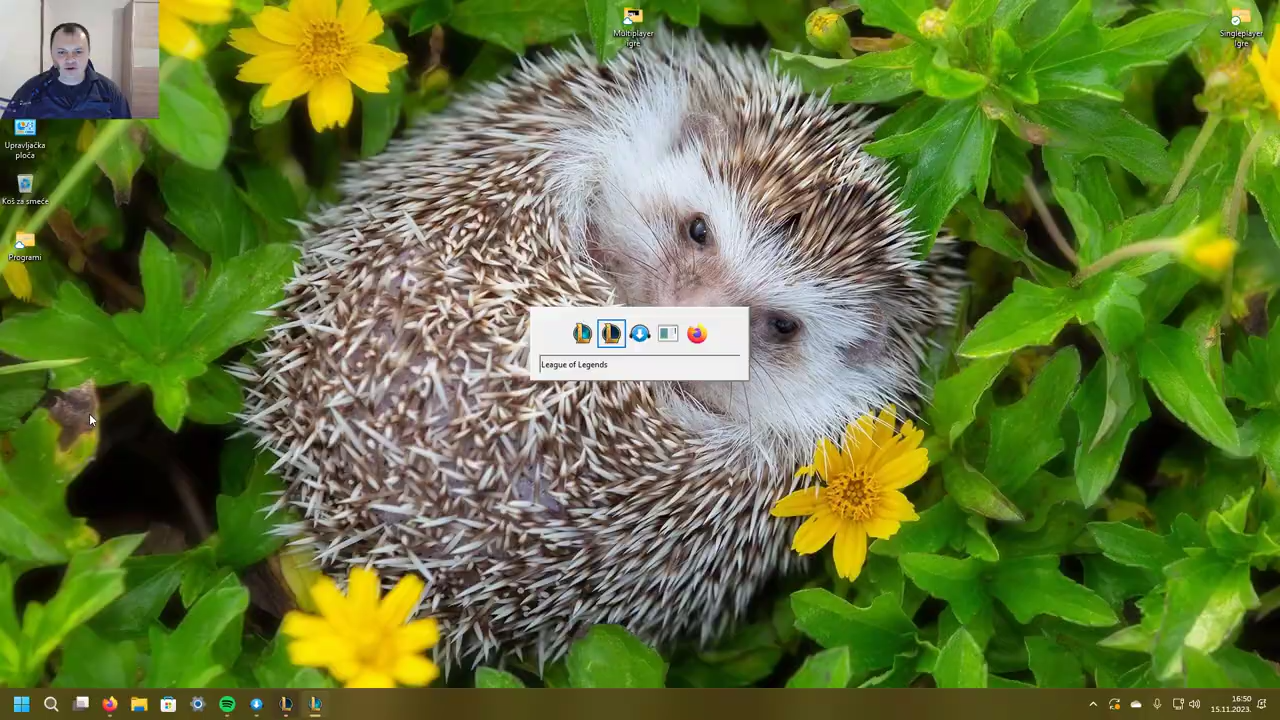 Multiplayer
igre
Singleplayer
igre
Upravljačka
ploča
Koš za smeće
Programi
League of Legends
16:50
15.11.2023.